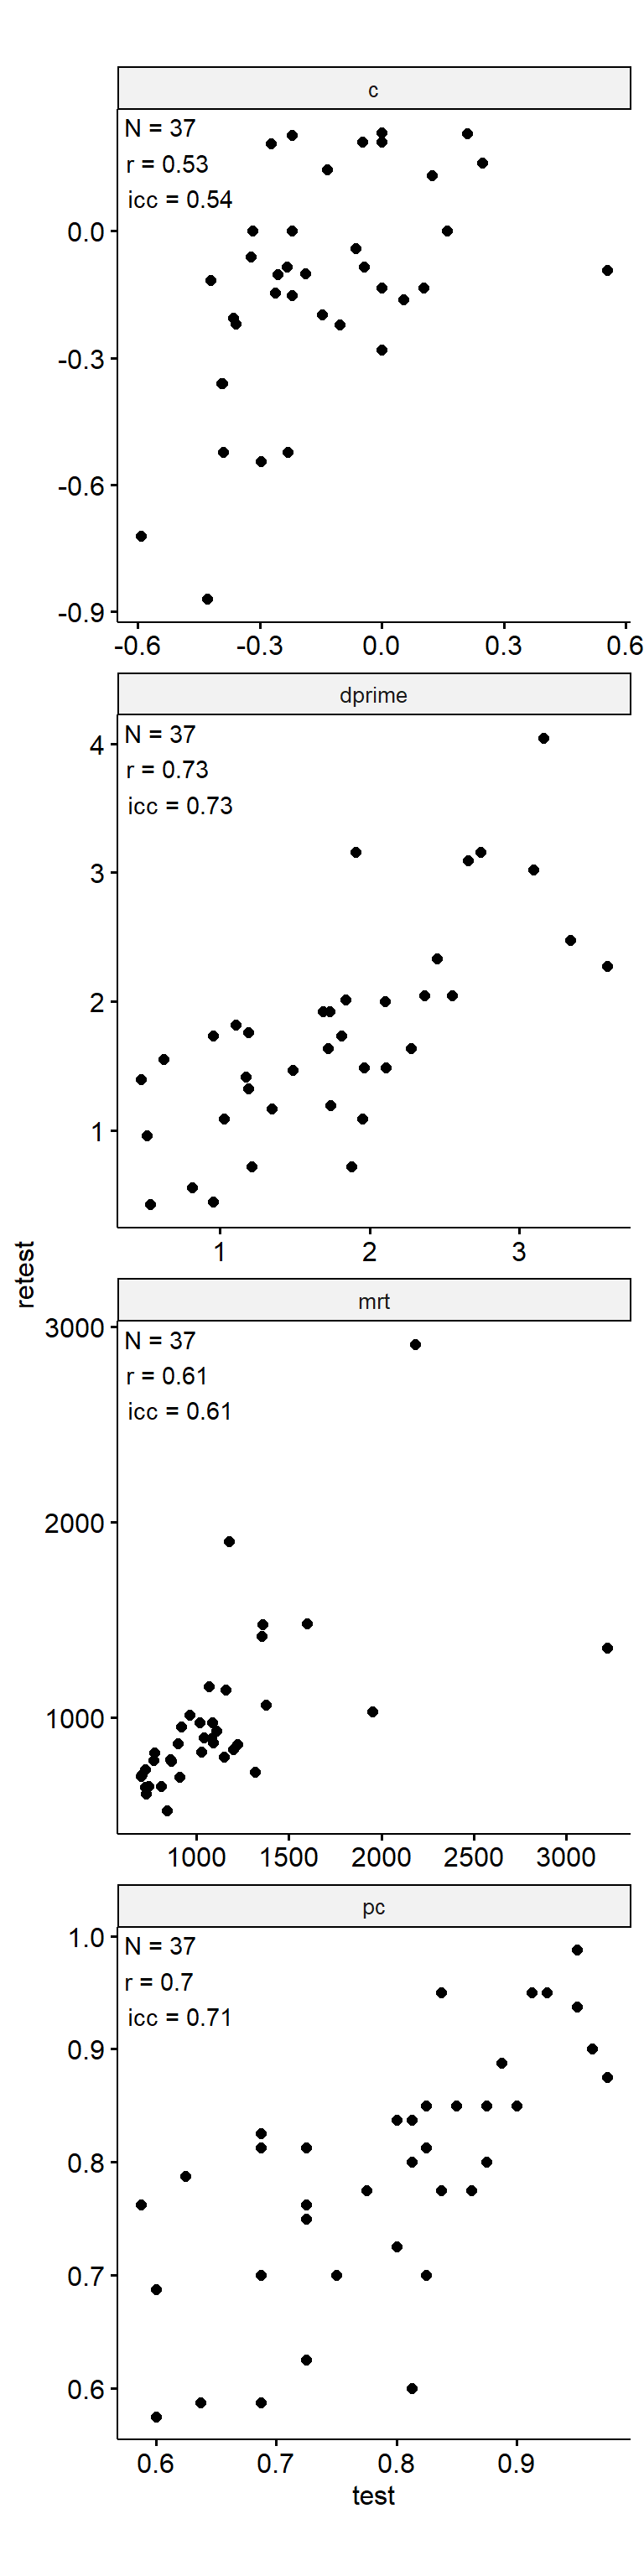 c
N = 37
r = 0.53
icc = 0.54
0.0
-0.3
-0.6
-0.9
-0.6 -0.3 0.0 0.3 0.6
dprime
N = 37
r = 0.73
icc = 0.73
4
3
2
1
1 2 3
retest
mrt
N = 37
r = 0.61
icc = 0.61
3000
2000
1000
1000 1500 2000 2500 3000
pc
N = 37
r = 0.7
icc = 0.71
1.0
0.9
0.8
0.7
0.6
0.6 0.7 0.8 0.9
test